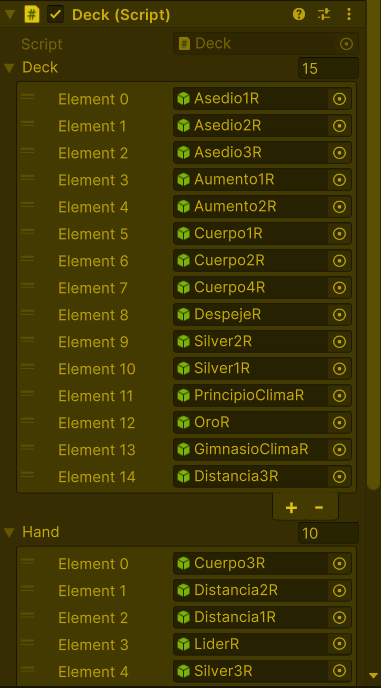 Deck (Script)
Script Deck
Deck 15
Element 0 Asedio1R
Element 1 Asedio2R
Element 2 Asedio3R
Element 3 Aumento1R
Element 4 Aumento2R
Element 5 Cuerpo1R
Element 6 Cuerpo2R
Element 7 Cuerpo4R
Element 8 DespejeR
Element 9 Silver2R
Element 10 Silver1R
Element 11 PrincipioClimaR
Element 12 OroR
Element 13 GimnasioClimaR
Element 14 Distancia3R
+ -
Hand 10
Element 0 Cuerpo3R
Element 1 Distancia2R
Element 2 Distancia1R
Element 3 LiderR
Element 4 Silver3R